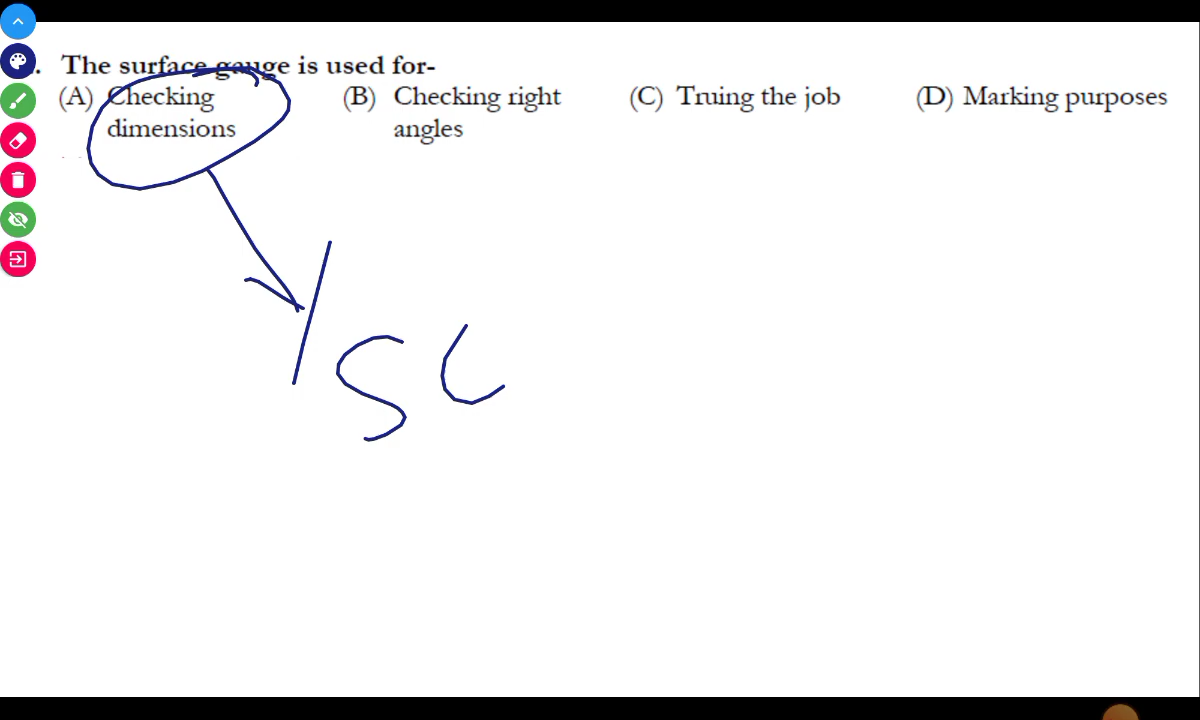 The surface gauge is used for-
(A) Checking dimensions (B) Checking right angles (C) Truing the job (D) Marking purposes